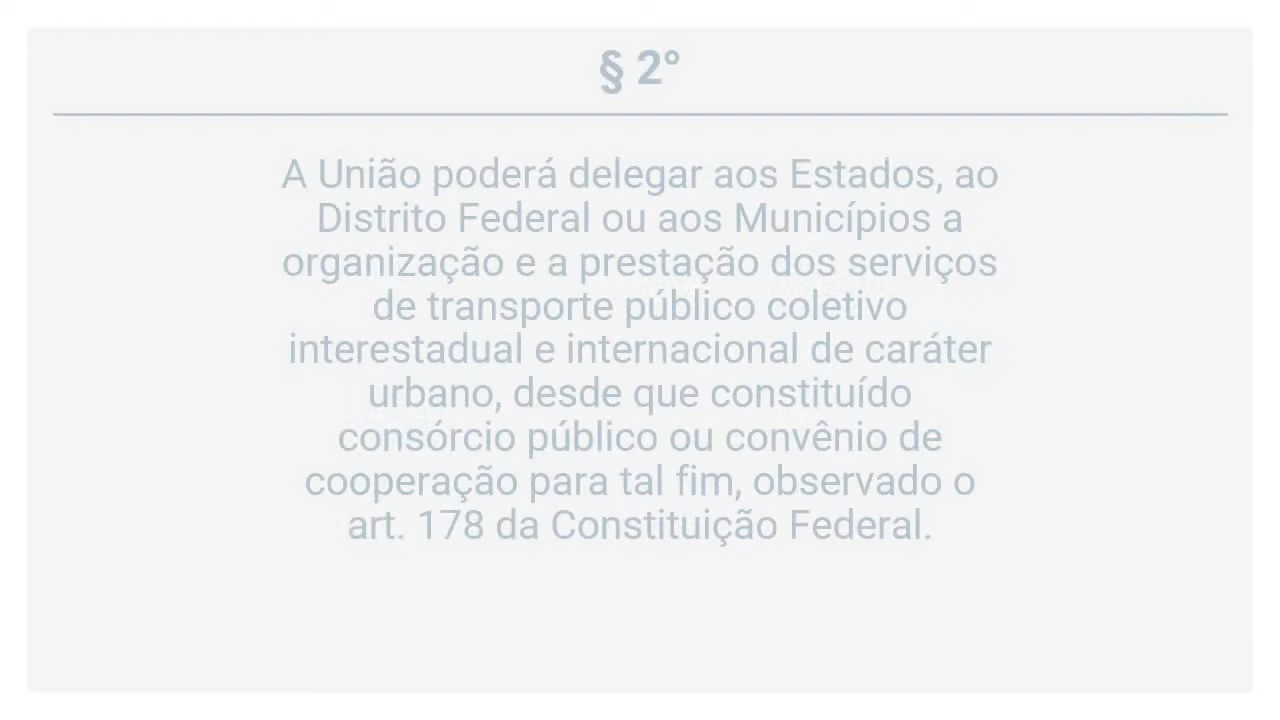 § 2°
A União poderá delegar aos Estados, ao
Distrito Federal ou aos Municípios a
organização e a prestação dos serviços
de transporte público coletivo
interestadual e internacional de caráter
urbano, desde que constituído
consórcio público ou convênio de
cooperação para tal fim, observado o
art. 178 da Constituição Federal.